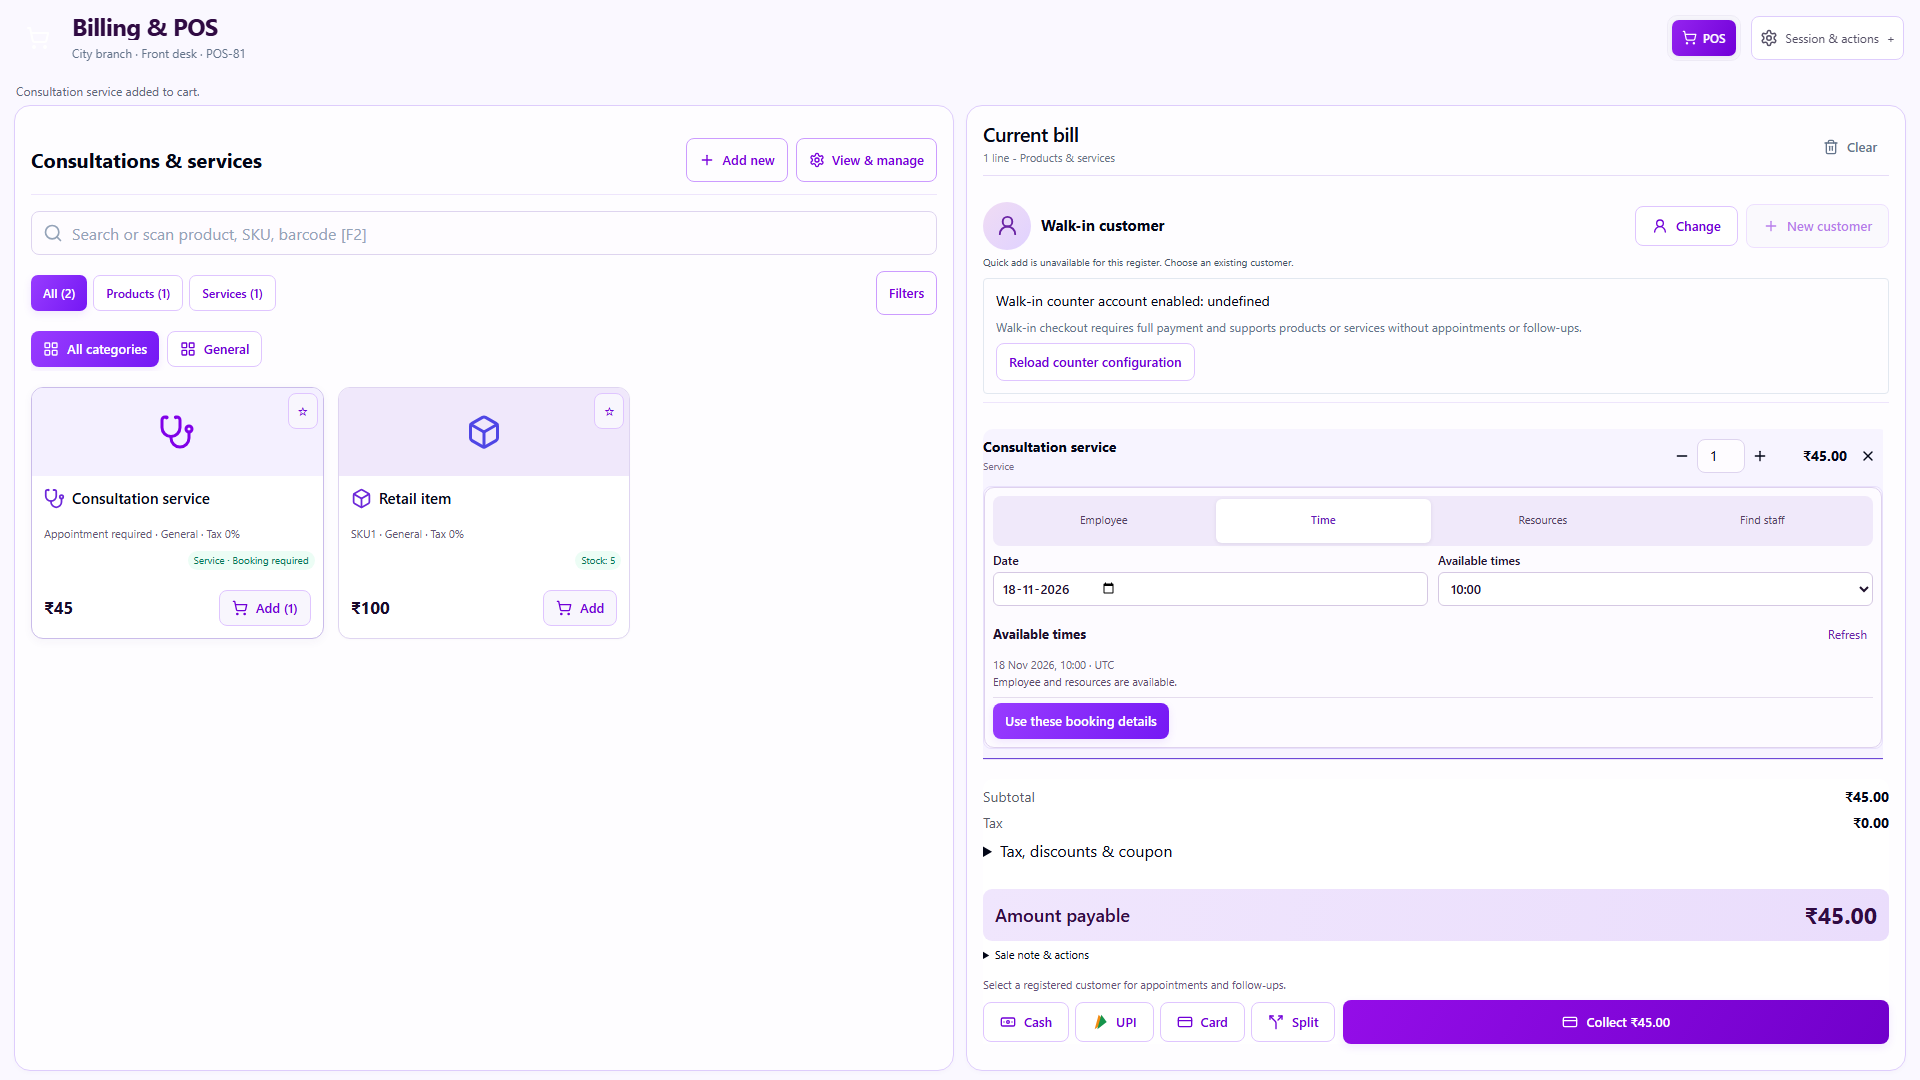 Billing & POS
City branch · Front desk · POS-81
POS
Session & actions +
Consultation service added to cart.
Consultations & services
Add new
View & manage
Search or scan product, SKU, barcode [F2]
All (2)
Products (1)
Services (1)
Filters
All categories
General
Consultation service
Appointment required · General · Tax 0%
Service · Booking required
₹45
Add (1)
Retail item
SKU1 · General · Tax 0%
Stock: 5
₹100
Add
Current bill
1 line - Products & services
Clear
Walk-in customer
Change
New customer
Quick add is unavailable for this register. Choose an existing customer.
Walk-in counter account enabled: undefined
Walk-in checkout requires full payment and supports products or services without appointments or follow-ups.
Reload counter configuration
Consultation service
Service
1
₹45.00
Employee
Time
Resources
Find staff
Date
18-11-2026
Available times
10:00
Available times
Refresh
18 Nov 2026, 10:00 · UTC
Employee and resources are available.
Use these booking details
Subtotal
₹45.00
Tax
₹0.00
Tax, discounts & coupon
Amount payable
₹45.00
Sale note & actions
Select a registered customer for appointments and follow-ups.
Cash
UPI
Card
Split
Collect ₹45.00